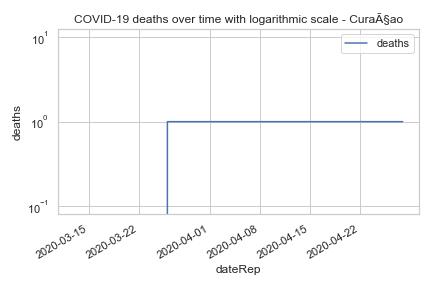 COVID-19 deaths over time with logarithmic scale - CuraÃ§ao
deaths
10¹
10⁰
10⁻¹
deaths
2020-03-15
2020-03-22
2020-04-01
2020-04-08
2020-04-15
2020-04-22
dateRep